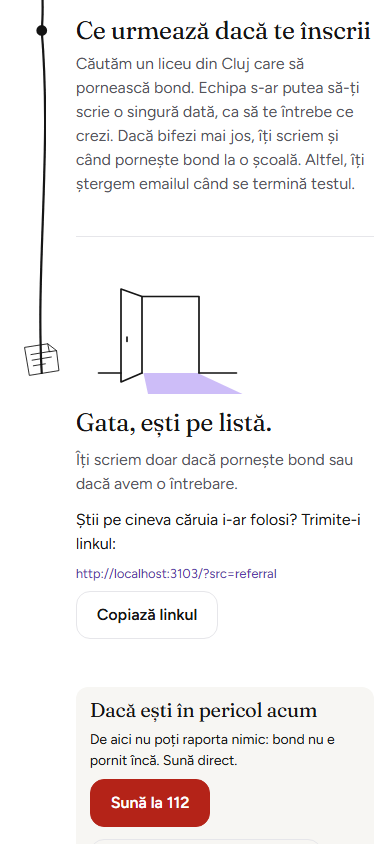 Ce urmează dacă te înscrii
Căutăm un liceu din Cluj care să
pornească bond. Echipa s-ar putea să-ți
scrie o singură dată, ca să te întrebe ce
crezi. Dacă bifezi mai jos, îți scriem și
când pornește bond la o școală. Altfel, îți
ștergem emailul când se termină testul.
Gata, ești pe listă.
Îți scriem doar dacă pornește bond sau
dacă avem o întrebare.
Știi pe cineva căruia i-ar folosi? Trimite-i
linkul:
http://localhost:3103/?src=referral
Copiază linkul
Dacă ești în pericol acum
De aici nu poți raporta nimic: bond nu e
pornit încă. Sună direct.
Sună la 112